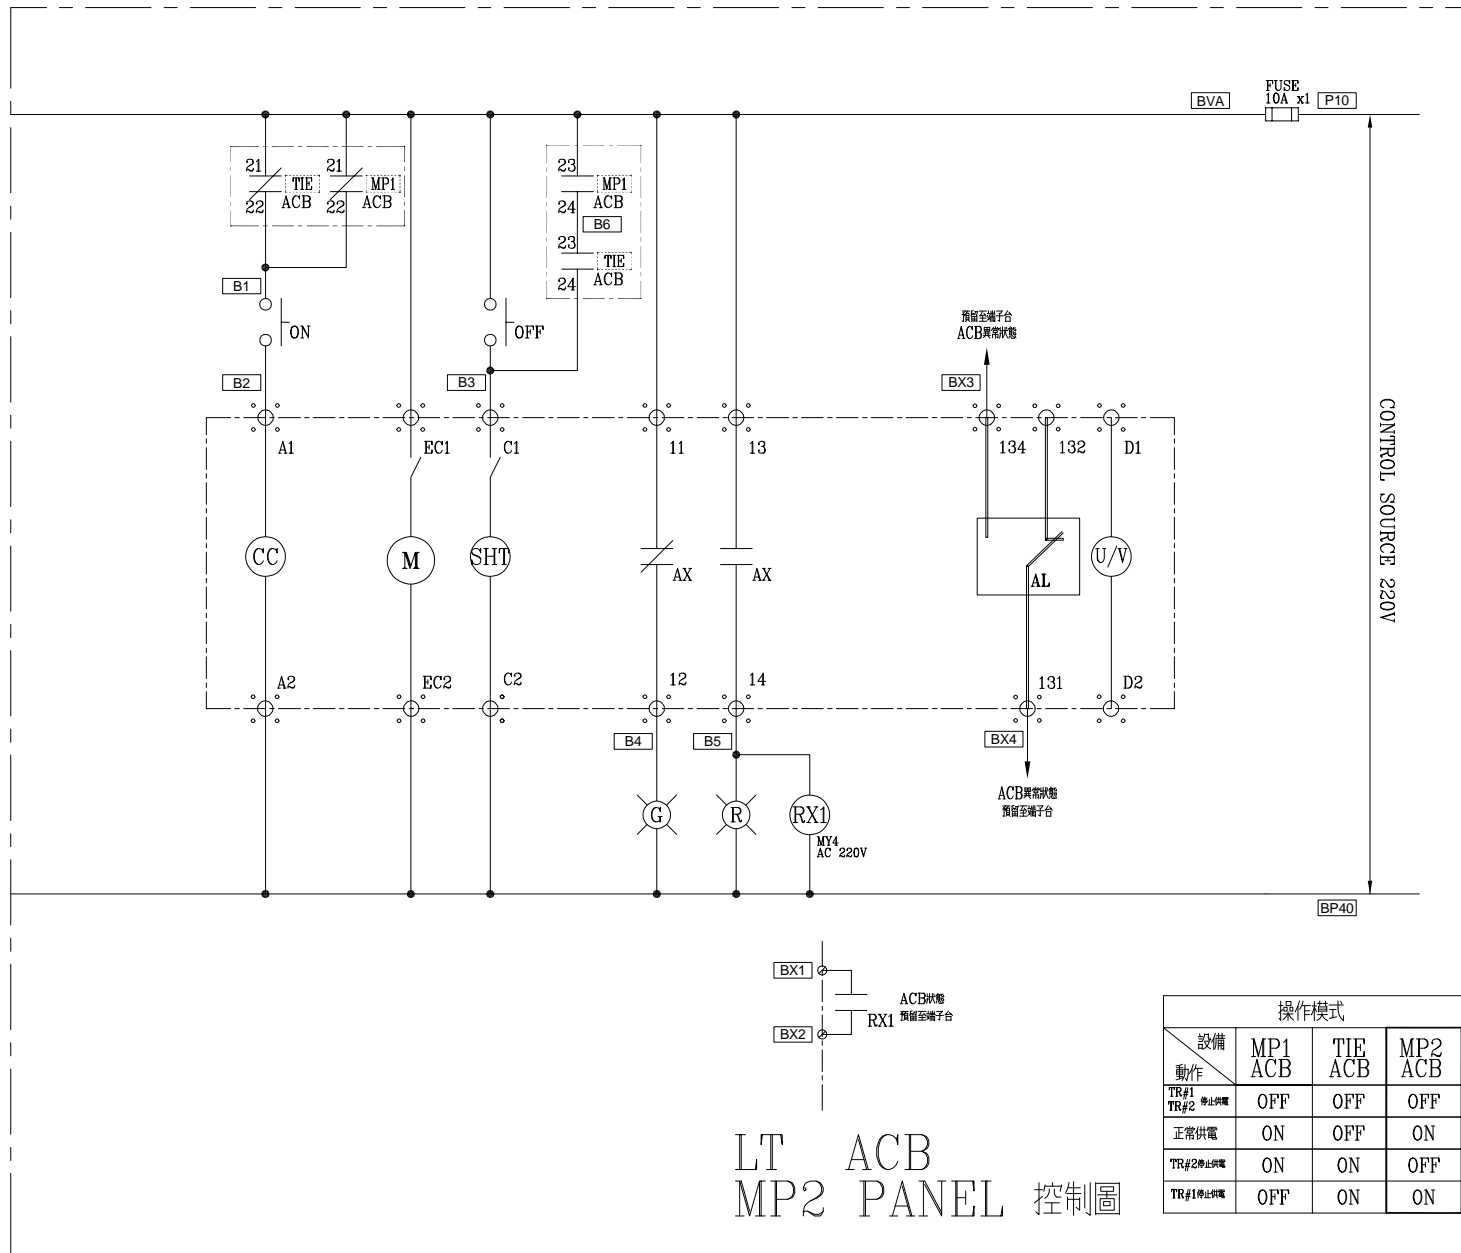 FUSE
10A x1
BVA
P10
21
TIE
22
ACB
21
MP1
22
ACB
23
MP1
24
ACB
B6
23
TIE
24
ACB
B1
ON
OFF
B2
B3
預留至端子台
ACB異常狀態
BX3
CONTROL SOURCE 220V
A1
EC1
C1
11
13
134
132
D1
CC
M
SHT
AX
AX
AL
U/V
A2
EC2
C2
12
14
131
D2
B4
B5
BX4
G
R
RX1
MY4
AC 220V
ACB異常狀態
預留至端子台
BP40
BX1
BX2
RX1
ACB狀態
預留至端子台
操作模式
設備
動作
MP1
ACB
TIE
ACB
MP2
ACB
TR#1
TR#2 停止供電
OFF
OFF
OFF
正常供電
ON
OFF
ON
TR#2停止供電
ON
ON
OFF
TR#1停止供電
OFF
ON
ON
LT ACB
MP2 PANEL 控制圖